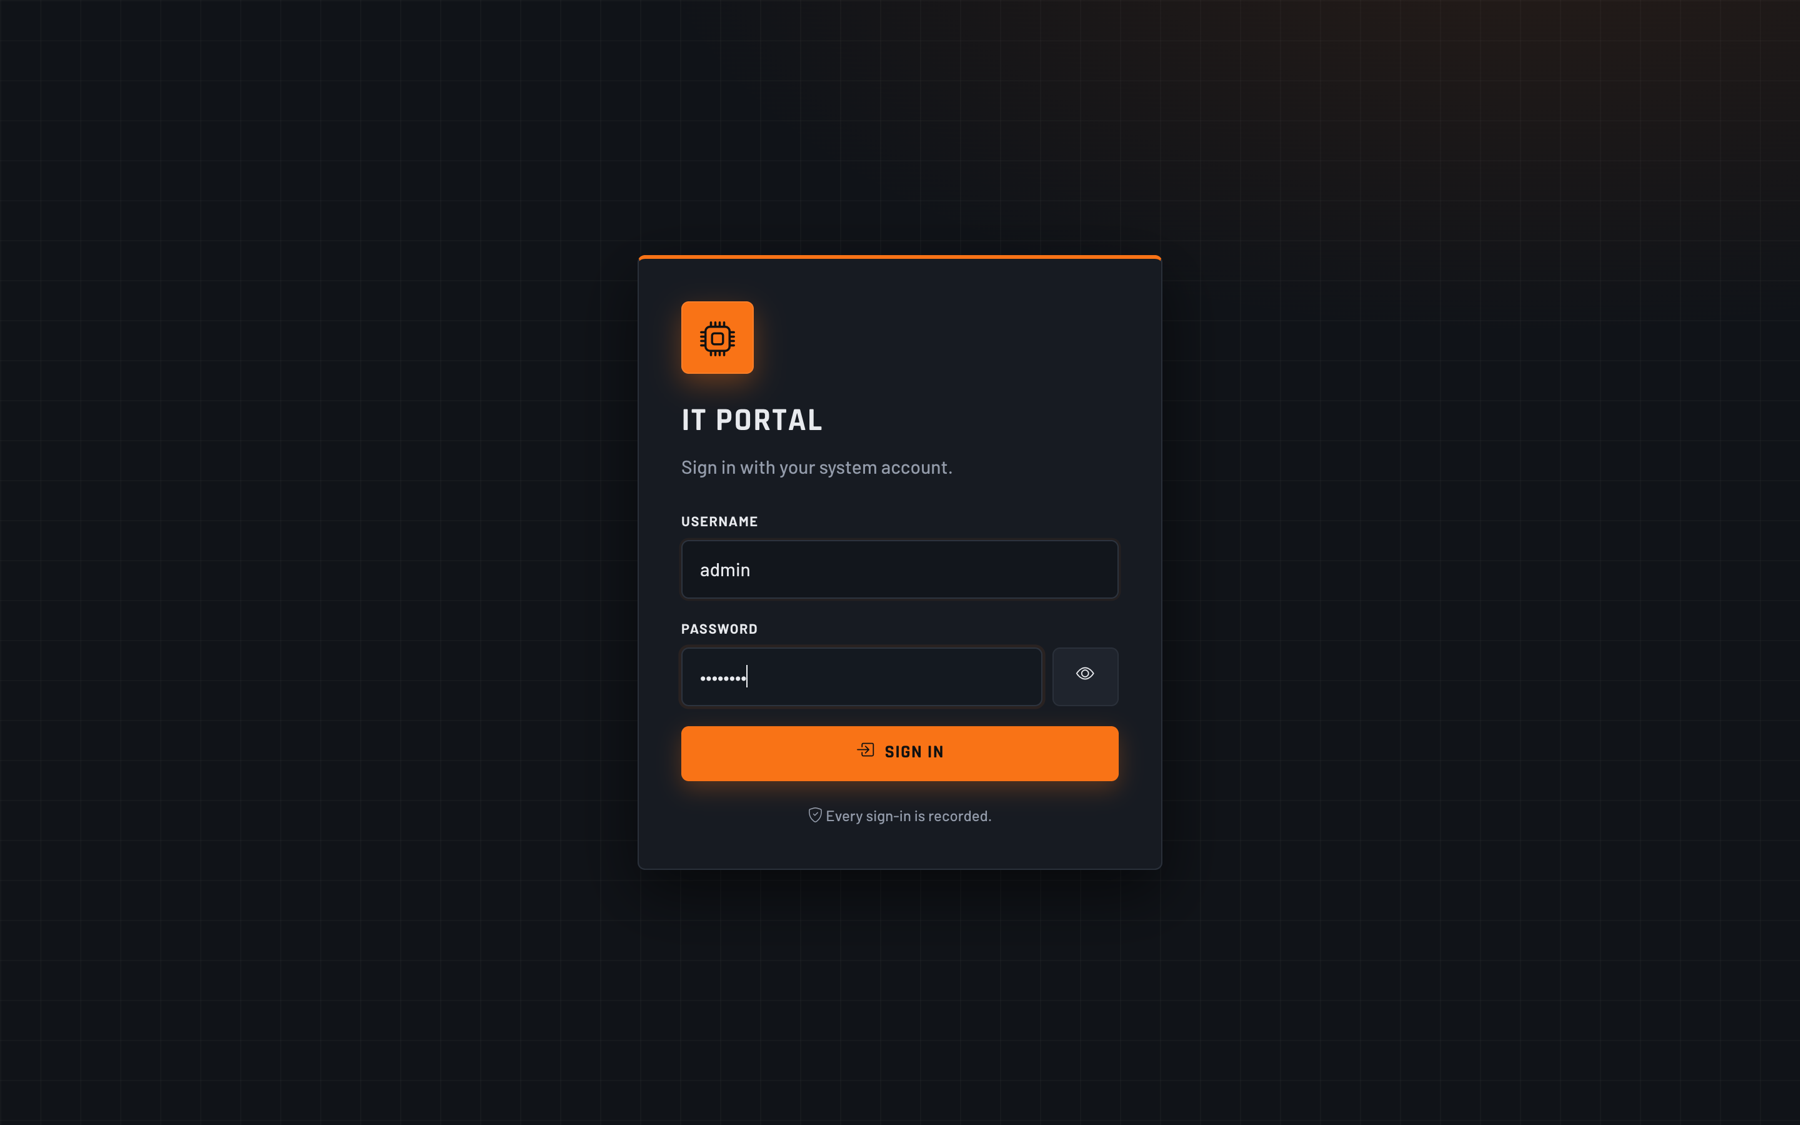 IT PORTAL
Sign in with your system account.
USERNAME
admin
PASSWORD
••••••••
SIGN IN
Every sign-in is recorded.